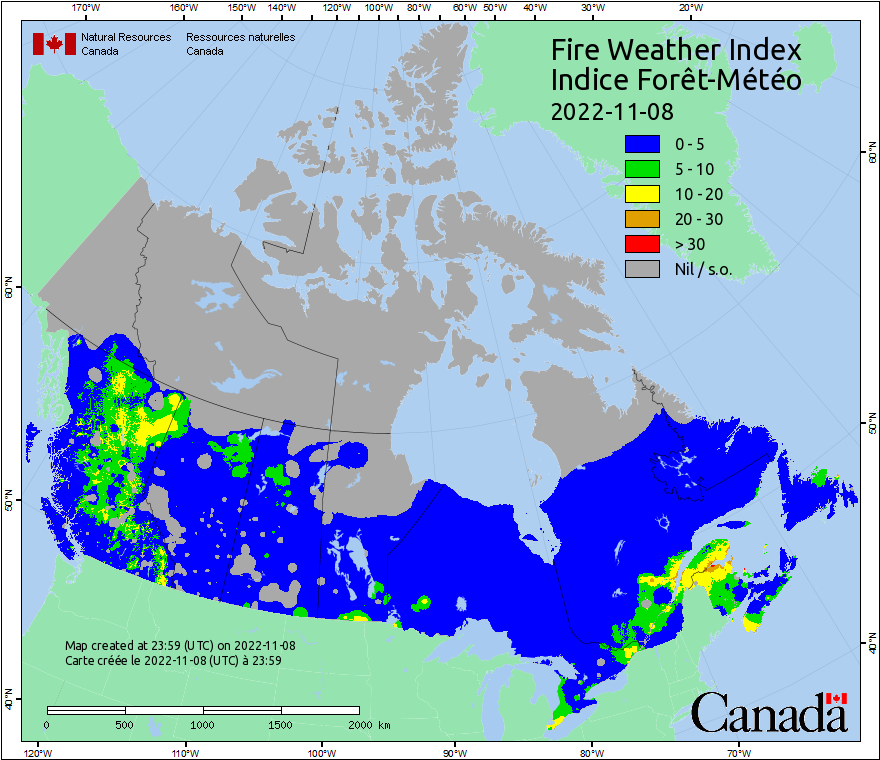 170°W 160°W 150°W 140°W 130°W 120°W 110°W 100°W 90°W 80°W 70°W 60°W 50°W 40°W 30°W 20°W
Natural Resources Ressources naturelles
Canada Canada
Fire Weather Index
Indice Forêt-Météo
2022-11-08
0 - 5
5 - 10
10 - 20
20 - 30
> 30
Nil / s.o.
60°N
60°N
50°N
50°N
40°N
40°N
Map created at 23:59 (UTC) on 2022-11-08
Carte créée le 2022-11-08 (UTC) à 23:59
0 500 1000 1500 2000 km
Canada
120°W 110°W 100°W 90°W 80°W 70°W